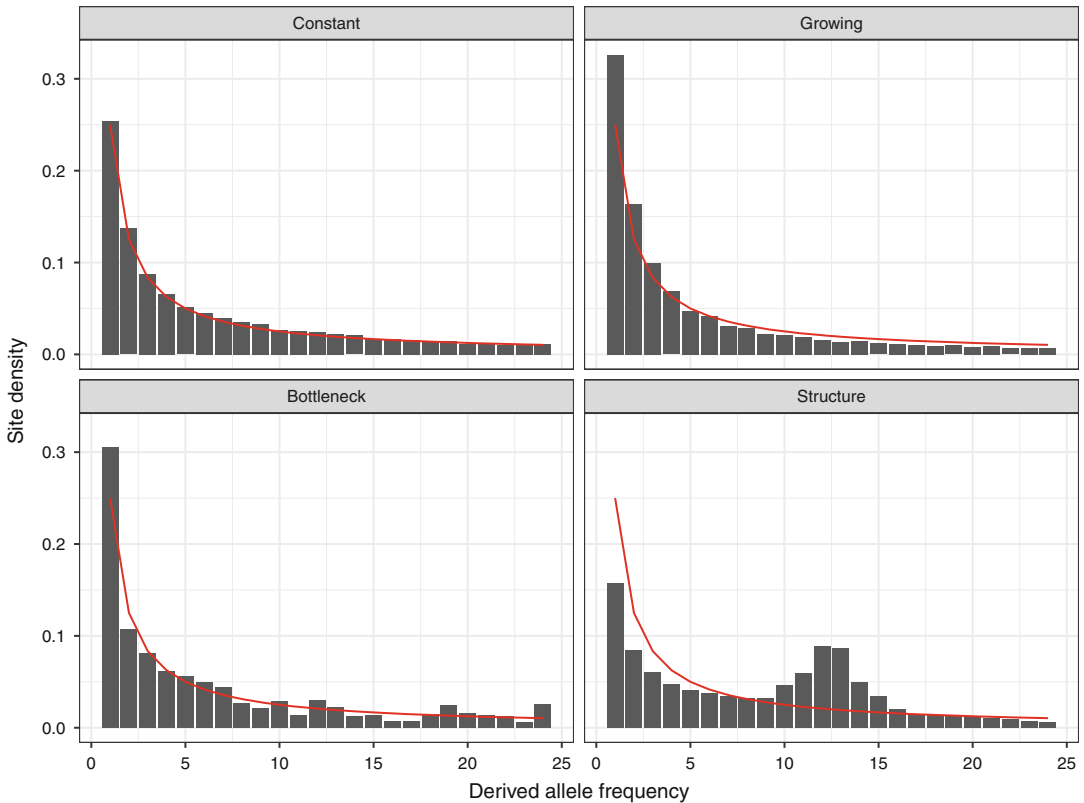 Constant
Growing
0.3
0.2
0.1
0.0
Bottleneck
Structure
0.3
0.2
0.1
0.0
0 5 10 15 20 25
0 5 10 15 20 25
Derived allele frequency
Site density